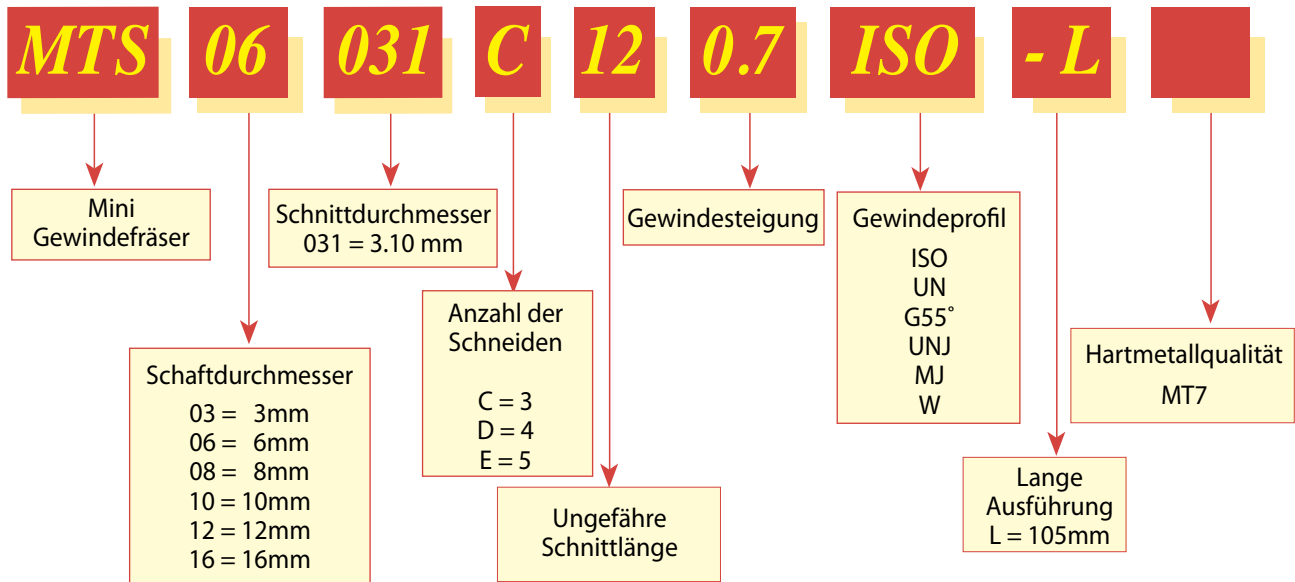 MTS 06 031 C 12 0.7 ISO - L
Mini
Gewindefräser
Schaftdurchmesser
03 = 3mm
06 = 6mm
08 = 8mm
10 = 10mm
12 = 12mm
16 = 16mm
Schnittdurchmesser
031 = 3.10 mm
Anzahl der
Schneiden
C = 3
D = 4
E = 5
Ungefähre
Schnittlänge
Gewindesteigung
Gewindeprofil
ISO
UN
G55°
UNJ
MJ
W
Lange
Ausführung
L = 105mm
Hartmetallqualität
MT7